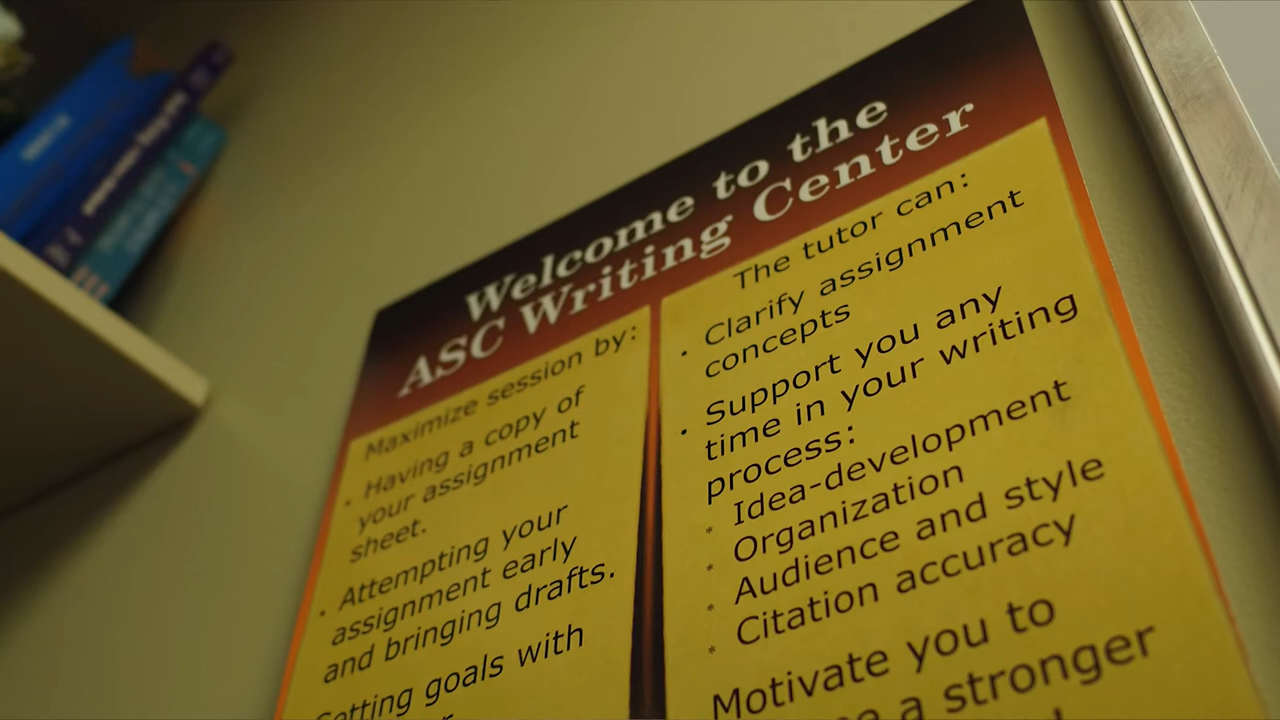 Welcome to the
ASC Writing Center
Maximize session by:
· Having a copy of
your assignment
sheet.
· Attempting your
assignment early
and bringing drafts.
Setting goals with
The tutor can:
· Clarify assignment
concepts
· Support you any
time in your writing
process:
* Idea-development
* Organization
* Audience and style
* Citation accuracy
Motivate you to
a stronger